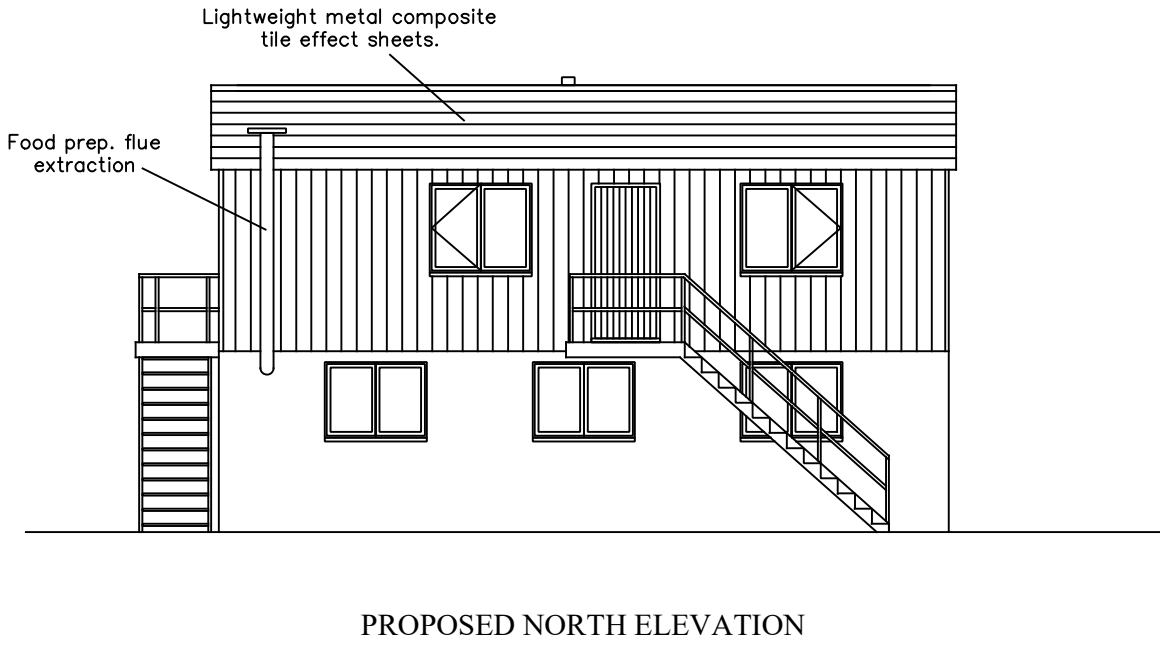 Lightweight metal composite
tile effect sheets.
Food prep. flue
extraction
PROPOSED NORTH ELEVATION